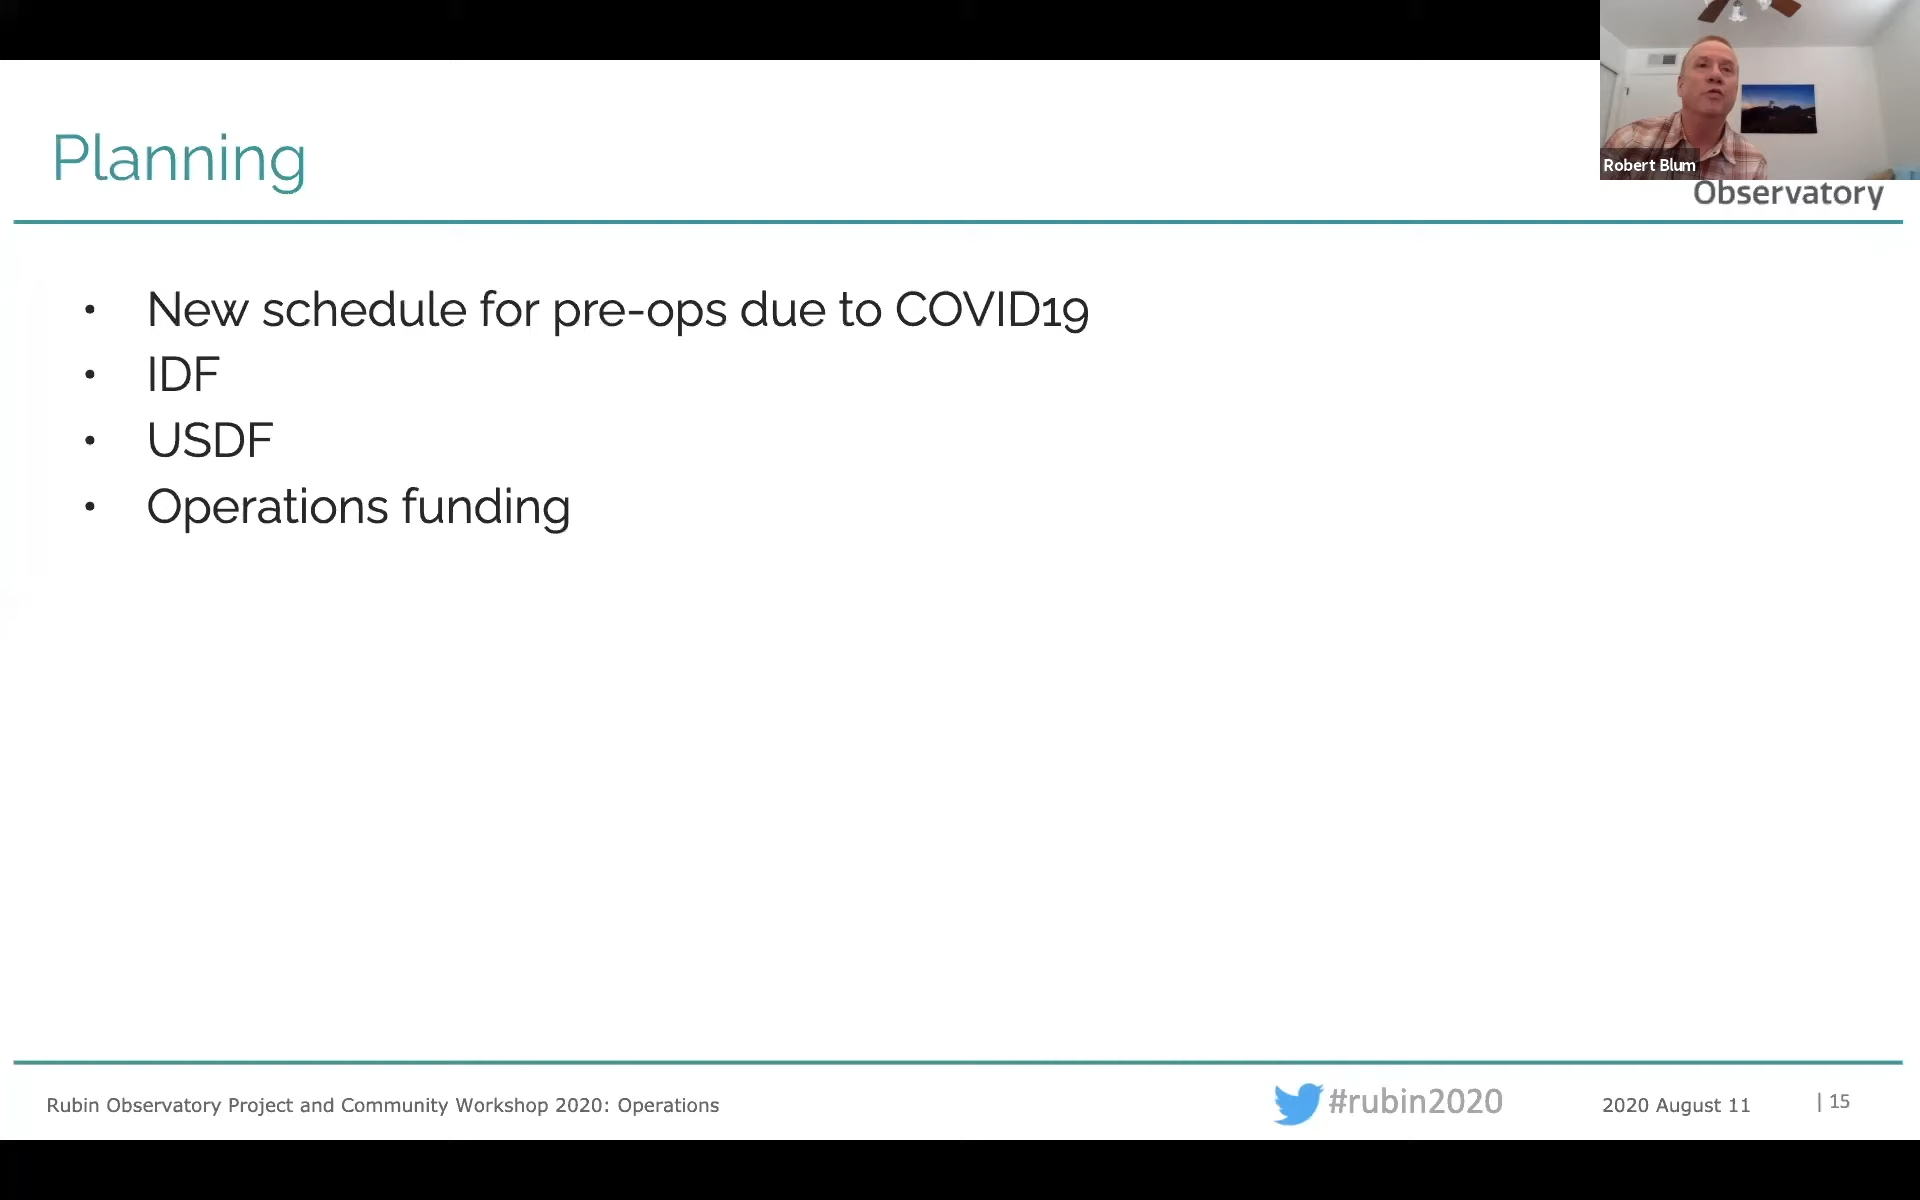 Robert Blum
Observatory
Planning
• New schedule for pre-ops due to COVID19
• IDF
• USDF
• Operations funding
Rubin Observatory Project and Community Workshop 2020: Operations
#rubin2020
2020 August 11
| 15